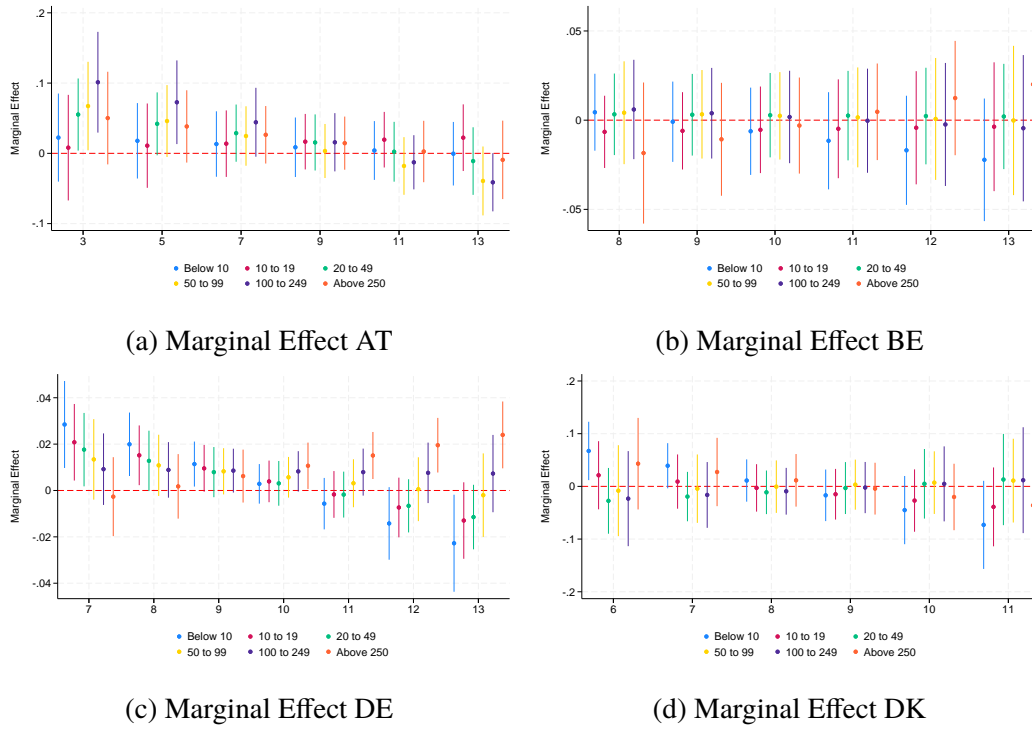 .2
.1
0
-.1
Marginal Effect
3 5 7 9 11 13
Below 10 10 to 19 20 to 49
50 to 99 100 to 249 Above 250
(a) Marginal Effect AT
.05
0
-.05
Marginal Effect
8 9 10 11 12 13
Below 10 10 to 19 20 to 49
50 to 99 100 to 249 Above 250
(b) Marginal Effect BE
.04
.02
0
-.02
-.04
Marginal Effect
7 8 9 10 11 12 13
Below 10 10 to 19 20 to 49
50 to 99 100 to 249 Above 250
(c) Marginal Effect DE
.2
.1
0
-.1
-.2
Marginal Effect
6 7 8 9 10 11
Below 10 10 to 19 20 to 49
50 to 99 100 to 249 Above 250
(d) Marginal Effect DK